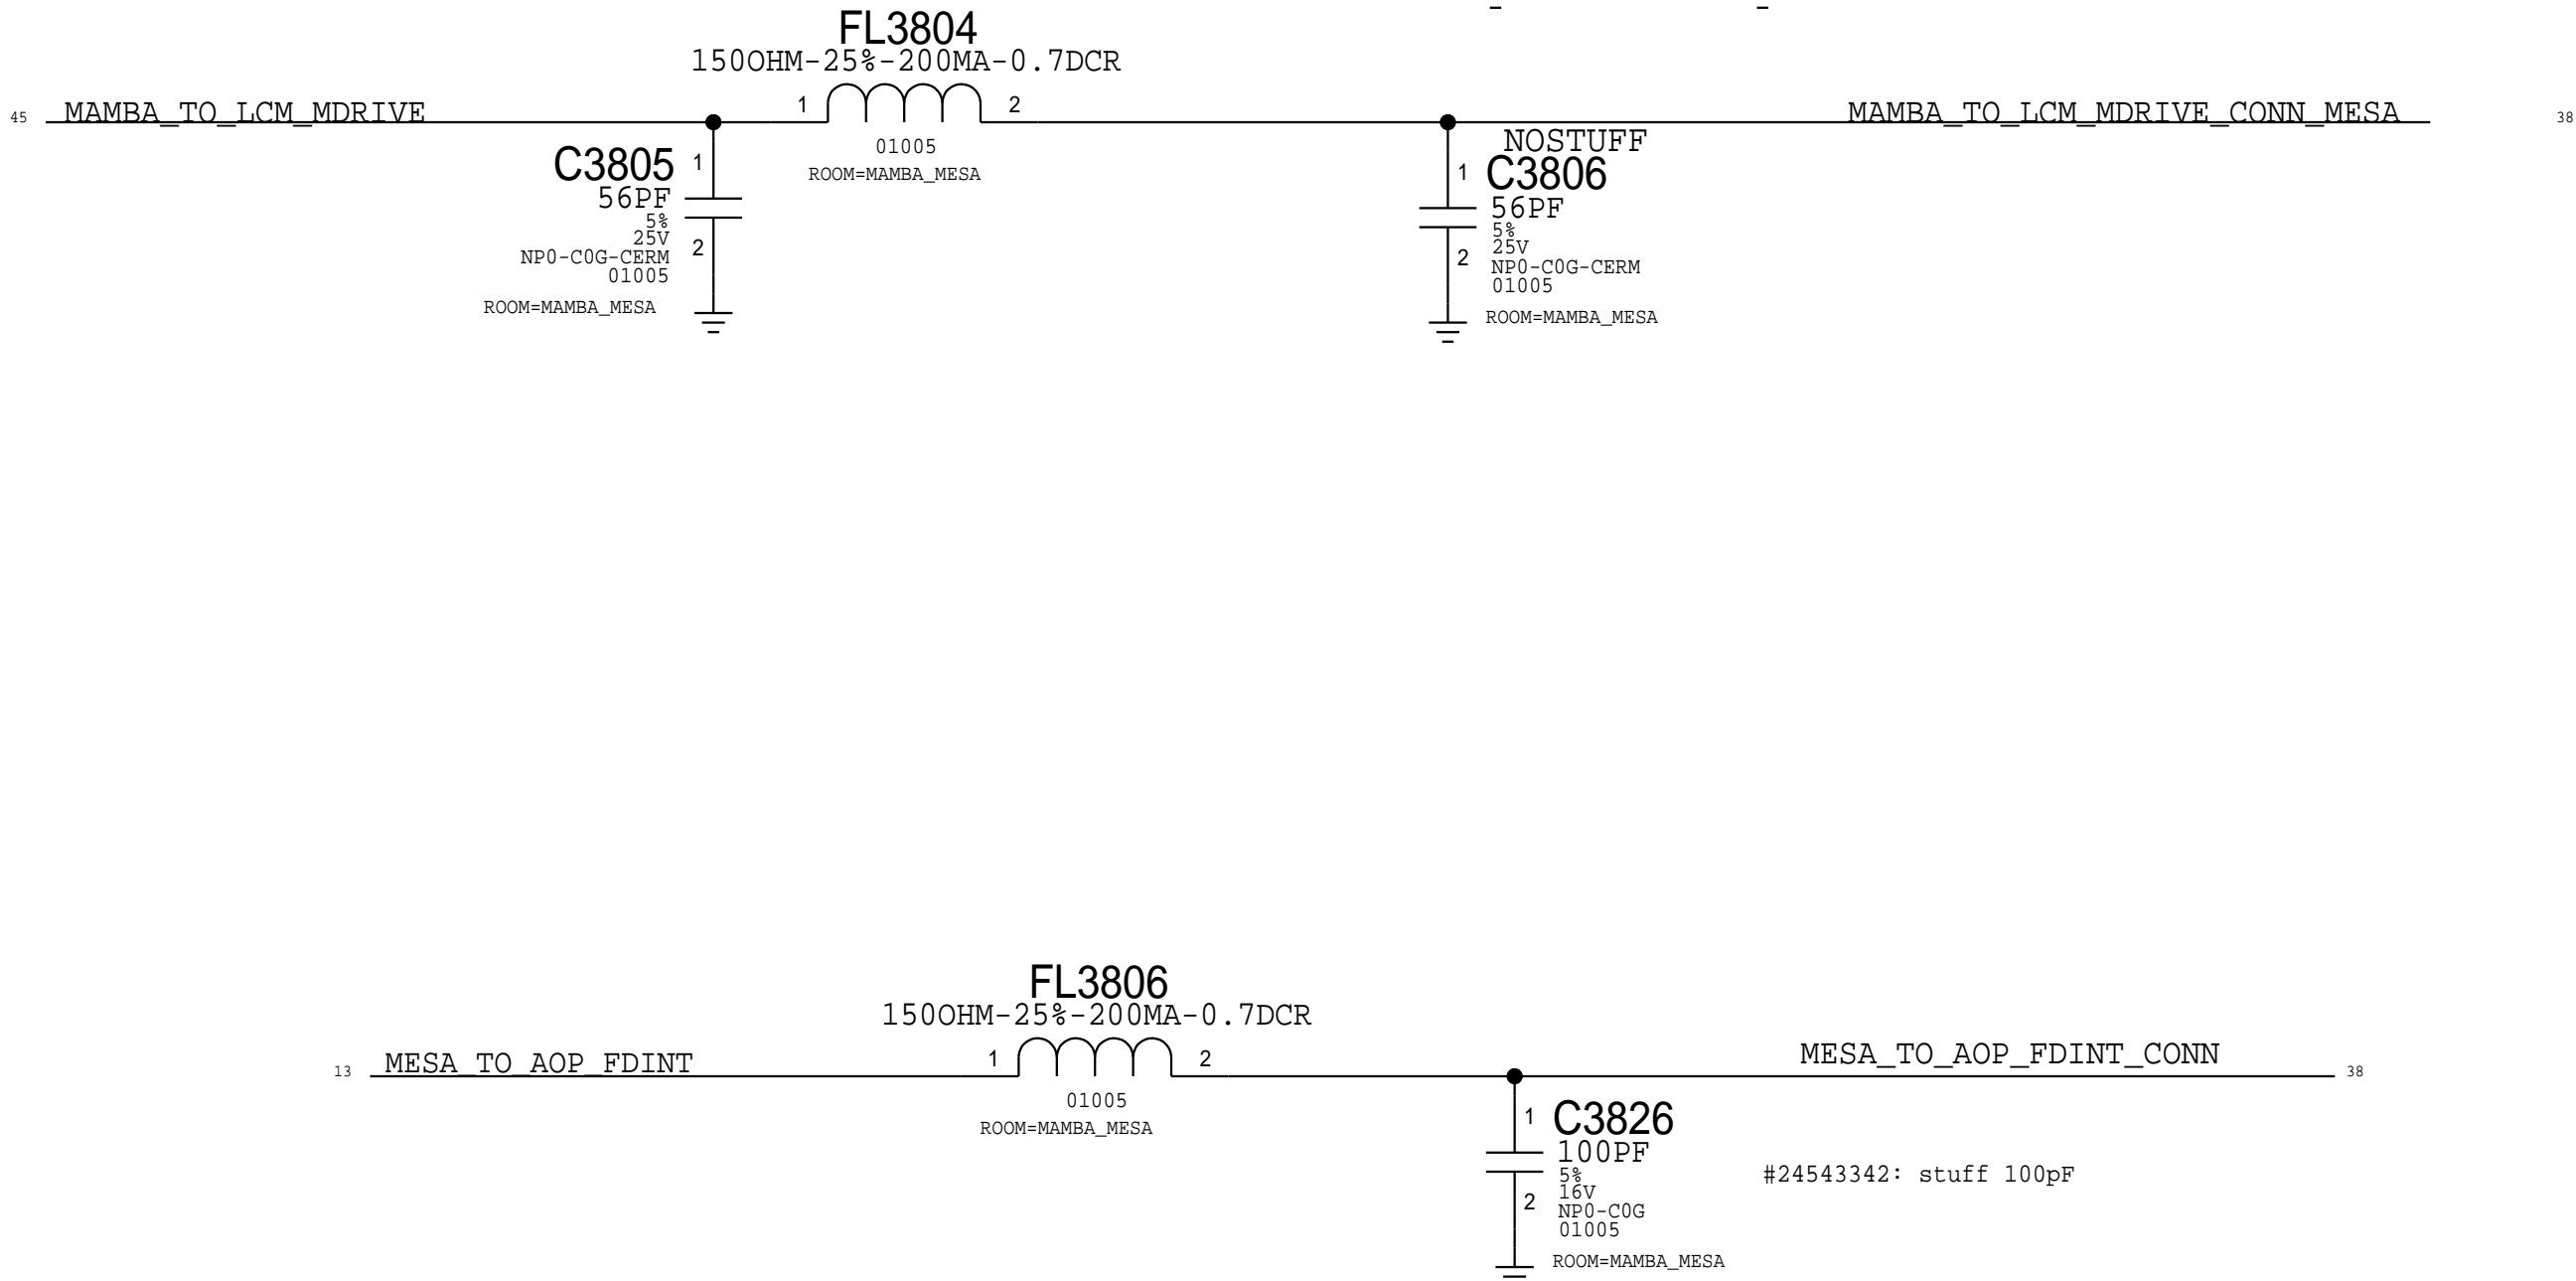 FL3804
150OHM-25%-200MA-0.7DCR
45 MAMBA_TO_LCM_MDRIVE 1 2 MAMBA_TO_LCM_MDRIVE_CONN_MESA 38
01005
ROOM=MAMBA_MESA
C3805 1
56PF
5%
25V
2
NP0-C0G-CERM
01005
ROOM=MAMBA_MESA
NOSTUFF
1 C3806
56PF
5%
25V
2 NP0-C0G-CERM
01005
ROOM=MAMBA_MESA
FL3806
150OHM-25%-200MA-0.7DCR
13 MESA_TO_AOP_FDINT 1 2 MESA_TO_AOP_FDINT_CONN 38
01005
ROOM=MAMBA_MESA
1 C3826
100PF
5%
16V
2 NP0-C0G
01005
ROOM=MAMBA_MESA
#24543342: stuff 100pF